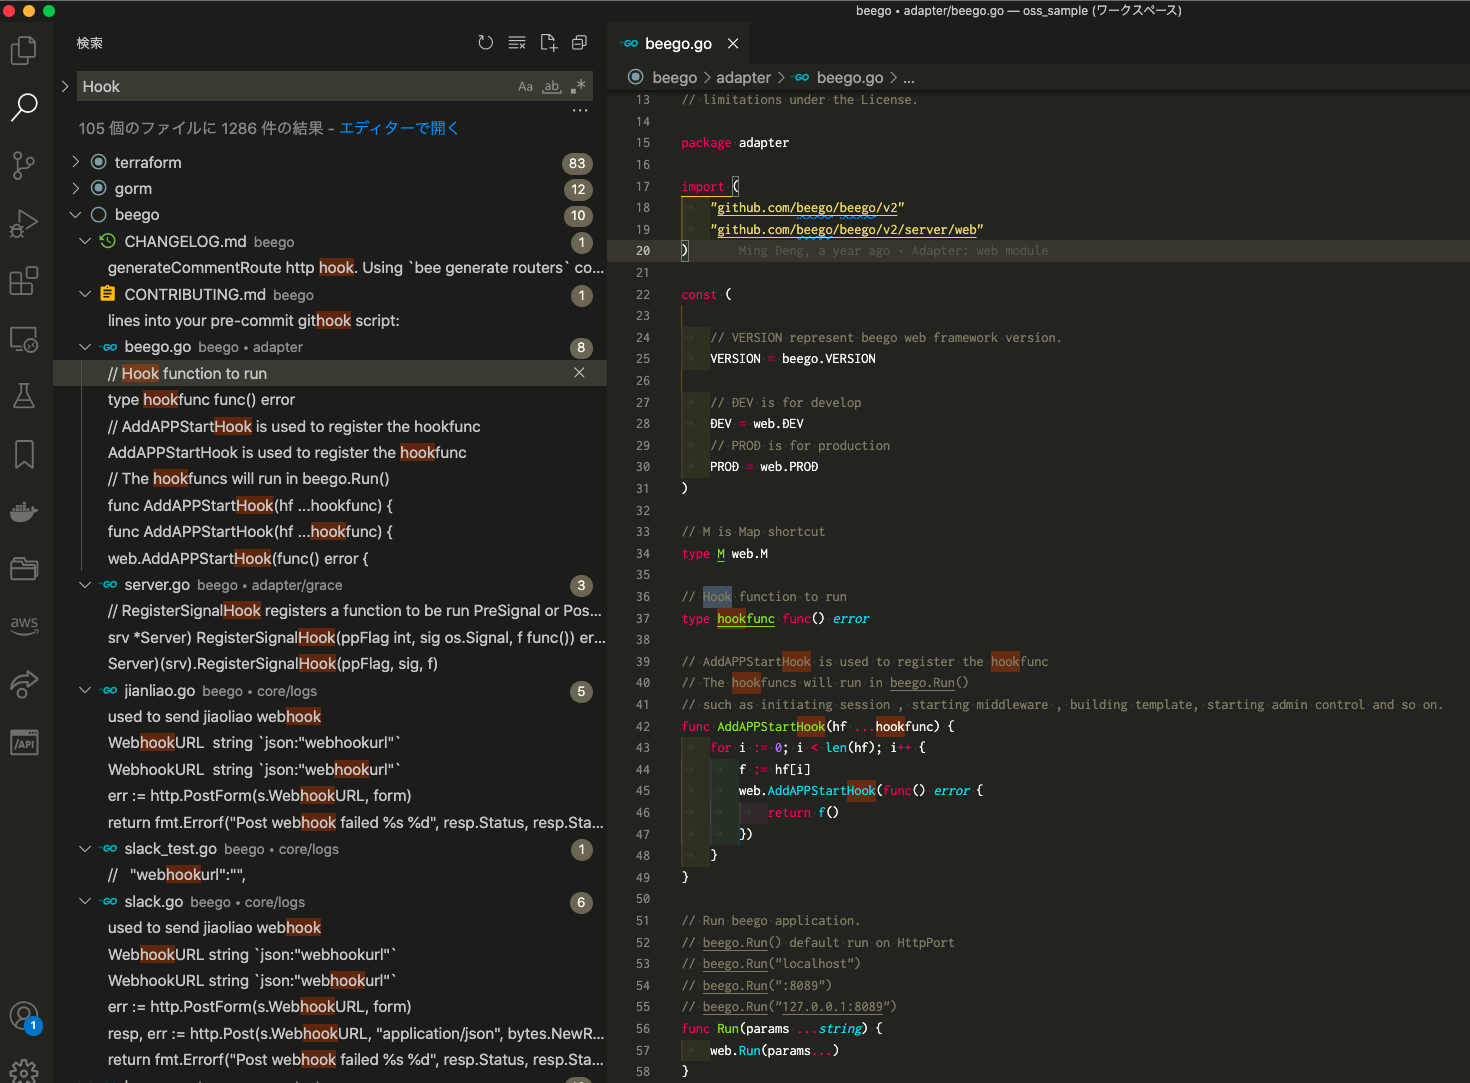 beego • adapter/beego.go — oss_sample (ワークスペース)
検索
Hook
Aa ab .*
105 個のファイルに 1286 件の結果 - エディターで開く
terraform 83
gorm 12
beego 10
CHANGELOG.md beego 1
generateCommentRoute http hook. Using `bee generate routers` co...
CONTRIBUTING.md beego 1
lines into your pre-commit githook script:
GO beego.go beego • adapter 8
// Hook function to run
type hookfunc func() error
// AddAPPStartHook is used to register the hookfunc
AddAPPStartHook is used to register the hookfunc
// The hookfuncs will run in beego.Run()
func AddAPPStartHook(hf ...hookfunc) {
func AddAPPStartHook(hf ...hookfunc) {
web.AddAPPStartHook(func() error {
GO server.go beego • adapter/grace 3
// RegisterSignalHook registers a function to be run PreSignal or Pos...
srv *Server) RegisterSignalHook(ppFlag int, sig os.Signal, f func()) er...
Server)(srv).RegisterSignalHook(ppFlag, sig, f)
GO jianliao.go beego • core/logs 5
used to send jiaoliao webhook
WebhookURL  string `json:"webhookurl"`
WebhookURL  string `json:"webhookurl"`
err := http.PostForm(s.WebhookURL, form)
return fmt.Errorf("Post webhook failed %s %d", resp.Status, resp.Sta...
GO slack_test.go beego • core/logs 1
//   "webhookurl":"",
GO slack.go beego • core/logs 6
used to send jiaoliao webhook
WebhookURL string `json:"webhookurl"`
WebhookURL string `json:"webhookurl"`
err := http.PostForm(s.WebhookURL, form)
resp, err := http.Post(s.WebhookURL, "application/json", bytes.NewR...
return fmt.Errorf("Post webhook failed %s %d", resp.Status, resp.Sta...
aws
/API
1
GO beego.go
beego > adapter > GO beego.go > ...
13 // limitations under the License.
14
15 package adapter
16
17 import (
18 "github.com/beego/beego/v2"
19 "github.com/beego/beego/v2/server/web"
20 ) Ming Đeng, a year ago · Adapter: web module
21
22 const (
23
24 // VERSION represent beego web framework version.
25 VERSION = beego.VERSION
26
27 // ĐEV is for develop
28 ĐEV = web.ĐEV
29 // PROĐ is for production
30 PROĐ = web.PROĐ
31 )
32
33 // M is Map shortcut
34 type M web.M
35
36 // Hook function to run
37 type hookfunc func() error
38
39 // AddAPPStartHook is used to register the hookfunc
40 // The hookfuncs will run in beego.Run()
41 // such as initiating session , starting middleware , building template, starting admin control and so on.
42 func AddAPPStartHook(hf ...hookfunc) {
43 for i := 0; i < len(hf); i++ {
44 f := hf[i]
45 web.AddAPPStartHook(func() error {
46 return f()
47 })
48 }
49 }
50
51 // Run beego application.
52 // beego.Run() default run on HttpPort
53 // beego.Run("localhost")
54 // beego.Run(":8089")
55 // beego.Run("127.0.0.1:8089")
56 func Run(params ...string) {
57 web.Run(params...)
58 }